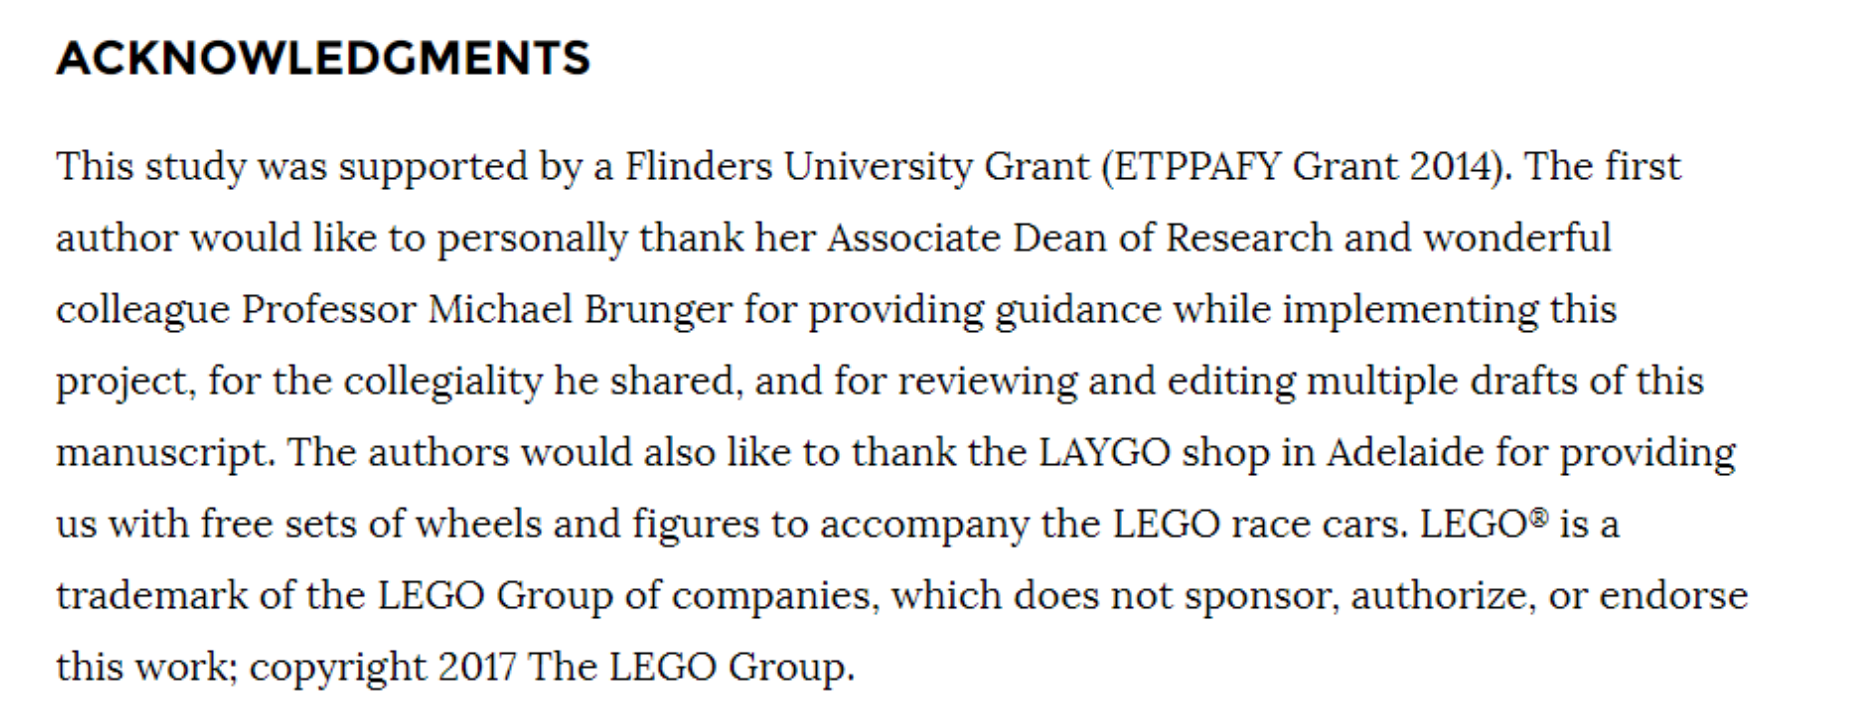 ACKNOWLEDGMENTS
This study was supported by a Flinders University Grant (ETPPAFY Grant 2014). The first
author would like to personally thank her Associate Dean of Research and wonderful
colleague Professor Michael Brunger for providing guidance while implementing this
project, for the collegiality he shared, and for reviewing and editing multiple drafts of this
manuscript. The authors would also like to thank the LAYGO shop in Adelaide for providing
us with free sets of wheels and figures to accompany the LEGO race cars. LEGO® is a
trademark of the LEGO Group of companies, which does not sponsor, authorize, or endorse
this work; copyright 2017 The LEGO Group.